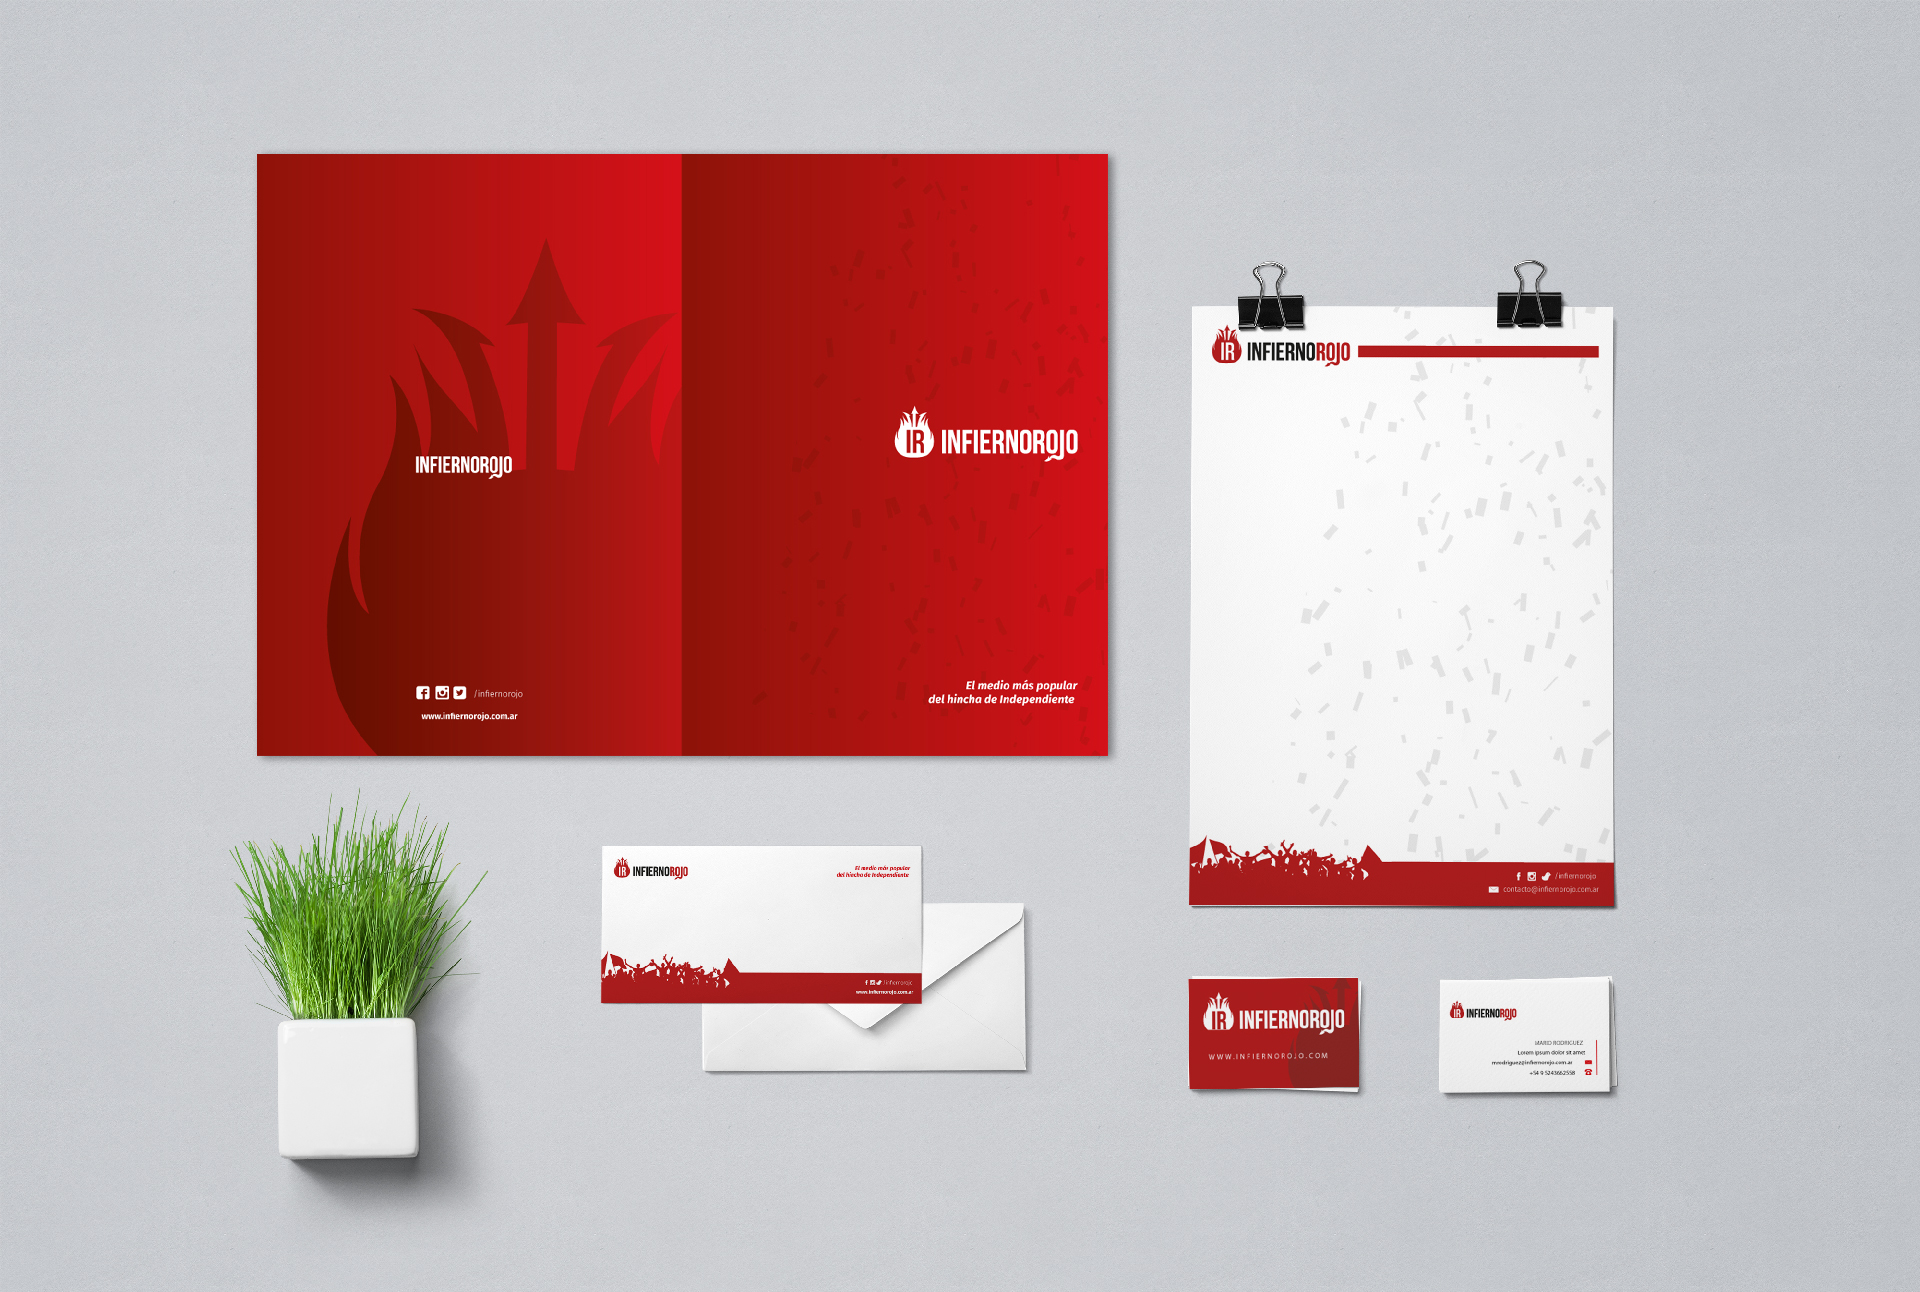 INFIERNOROJO
/infiernorojo
www.infiernorojo.com.ar
IR INFIERNOROJO
El medio más popular
del hincha de Independiente
IR INFIERNOROJO
/infiernorojo
contacto@infiernorojo.com.ar
IR INFIERNOROJO
El medio más popular
del hincha de Independiente
/infiernorojo
www.infiernorojo.com.ar
IR INFIERNOROJO
WWW.INFIERNOROJO.COM
IR INFIERNOROJO
MARIO RODRIGUEZ
Lorem ipsum dolor sit amet
mrodriguez@infiernorojo.com.ar
+54 9 5243662558